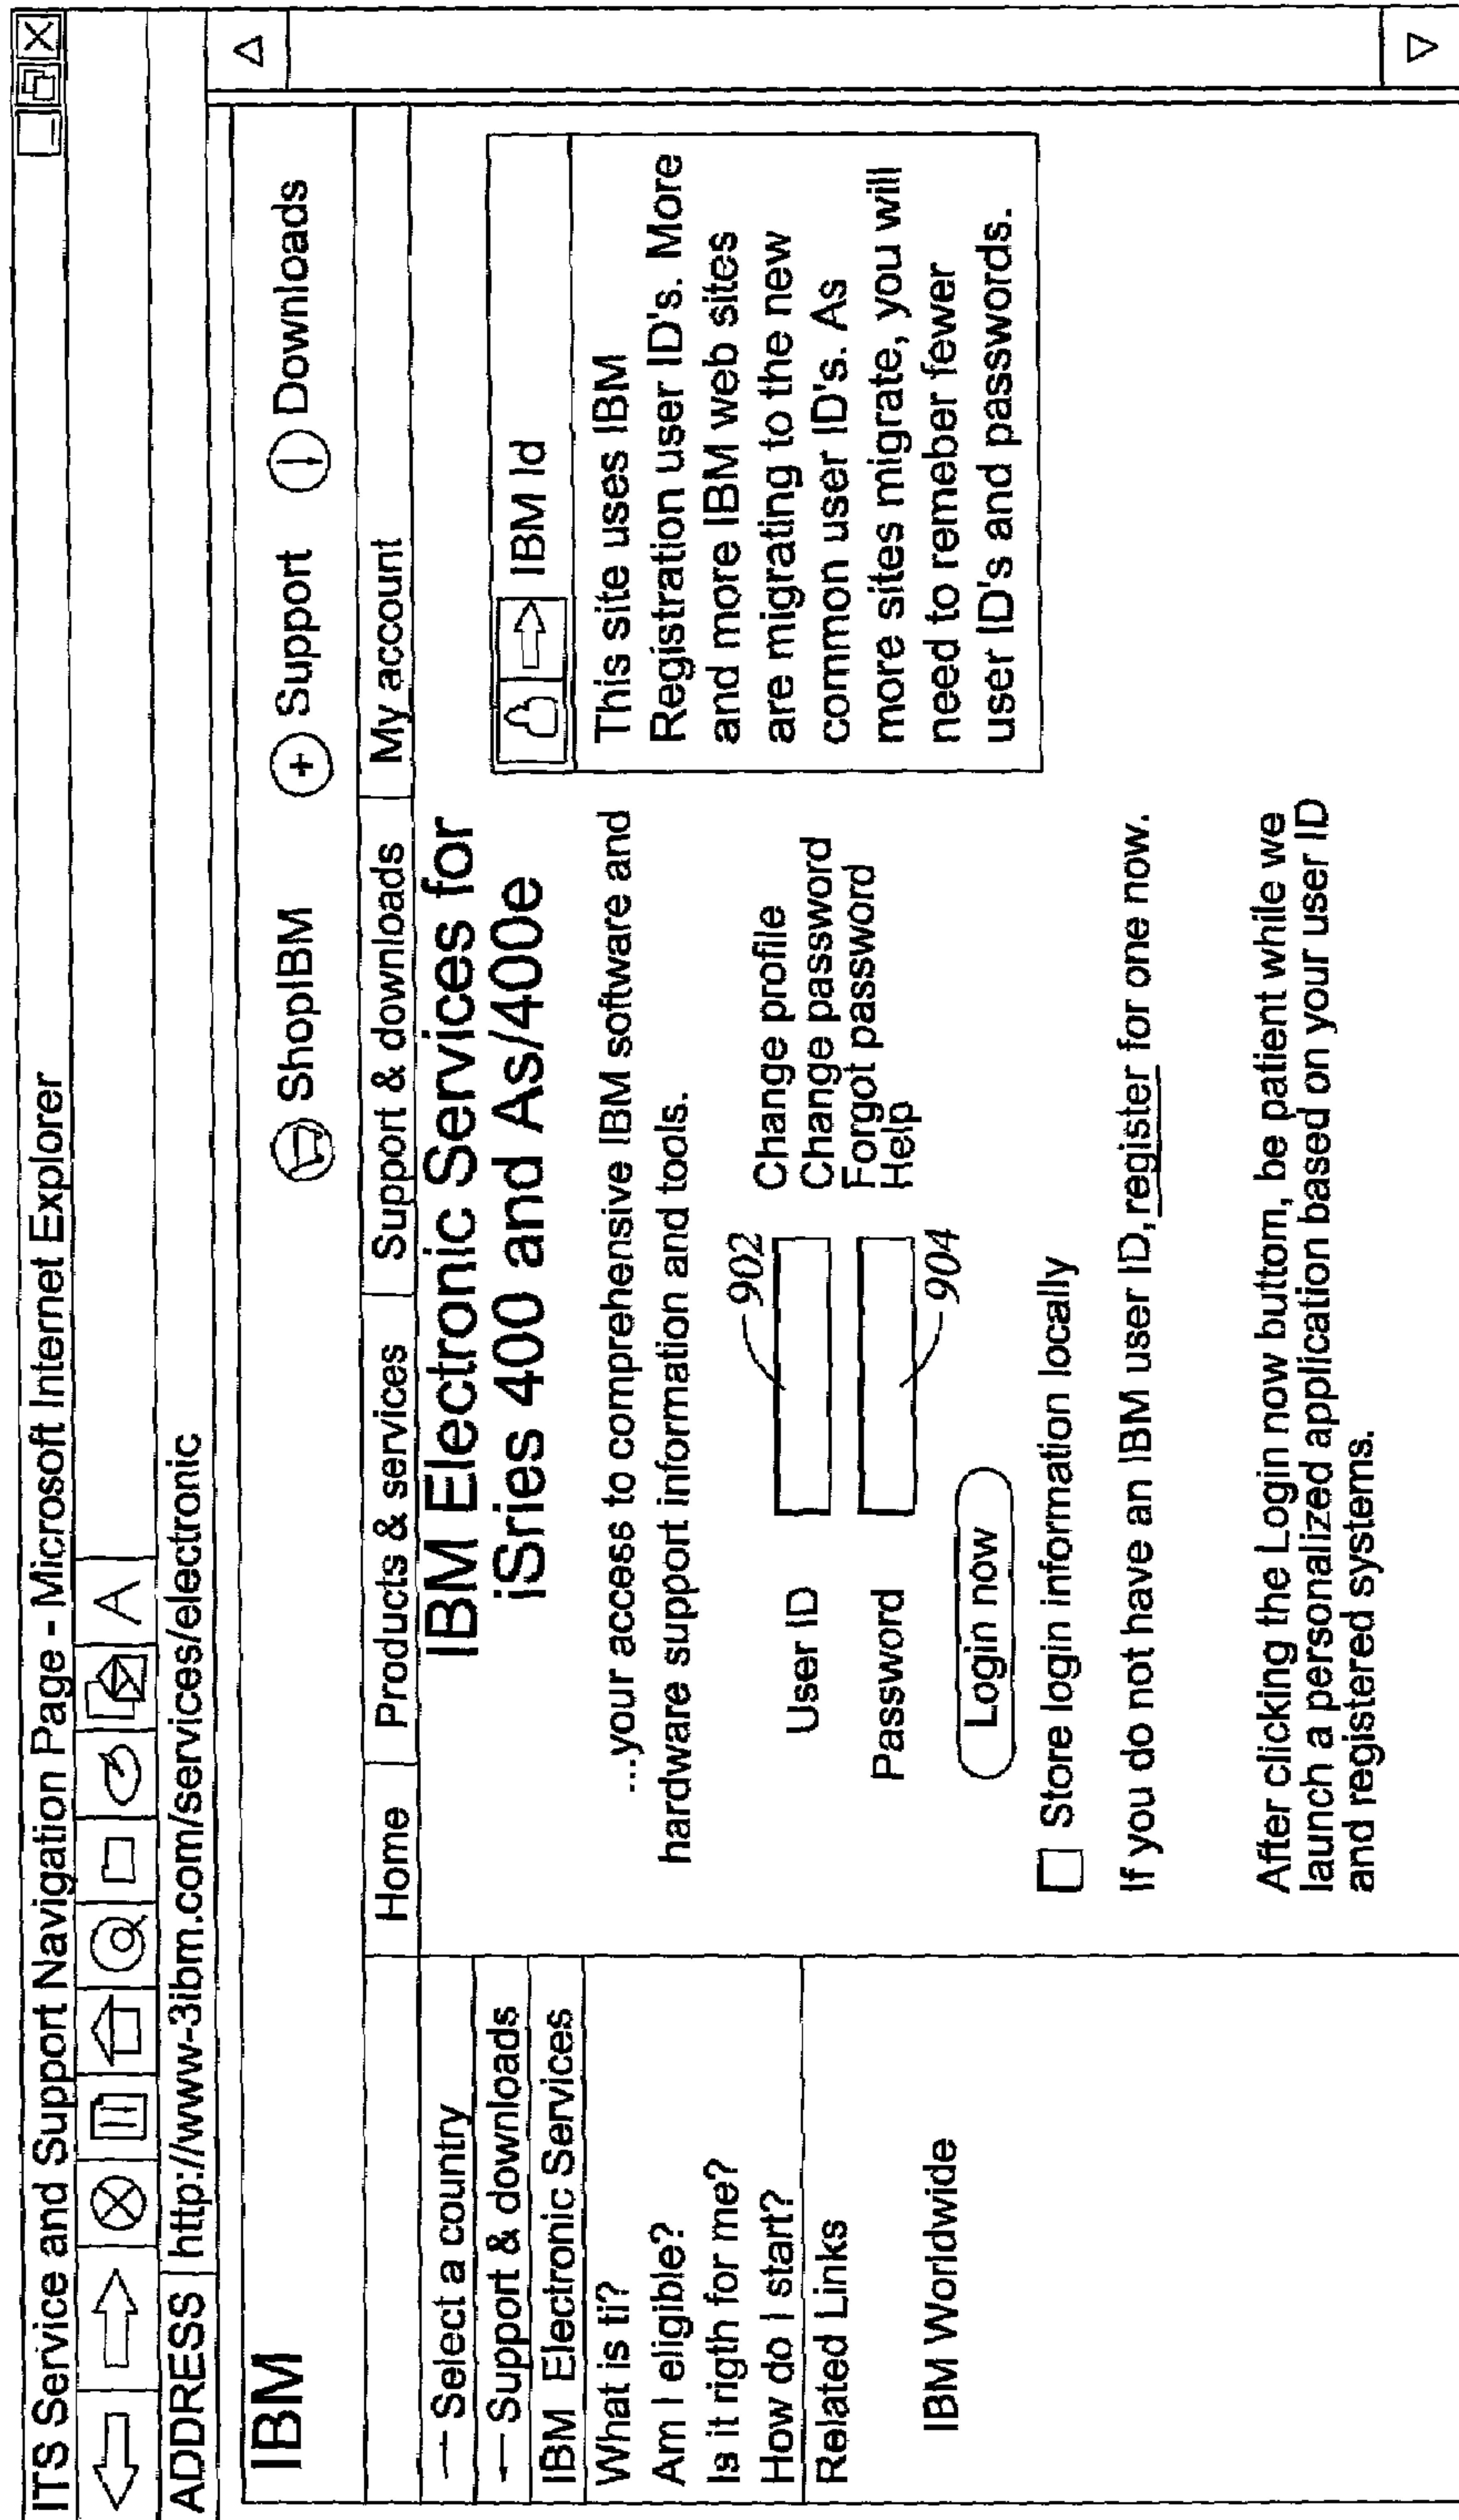 ITS Service and Support Navigation Page - Microsoft Internet Explorer
A
ADDRESS http://www-3ibm.com/services/electronic
IBM
ShopIBM + Support Downloads
Home Products & services Support & downloads My account
Select a country
Support & downloads
IBM Electronic Services
What is ti?
Am I eligible?
Is it rigth for me?
How do I start?
Related Links
IBM Worldwide
IBM Electronic Services for
iSries 400 and As/400e
...your access to comprehensive IBM software and
hardware support information and tools.
User ID
902
Password
904
Change profile
Change password
Forgot password
Help
Login now
Store login information locally
If you do not have an IBM user ID, register for one now.
After clicking the Login now buttom, be patient while we
launch a personalized application based on your user ID
and registered systems.
IBM Id
This site uses IBM
Registration user ID's. More
and more IBM web sites
are migrating to the new
common user ID's. As
more sites migrate, you will
need to remeber fewer
user ID's and passwords.